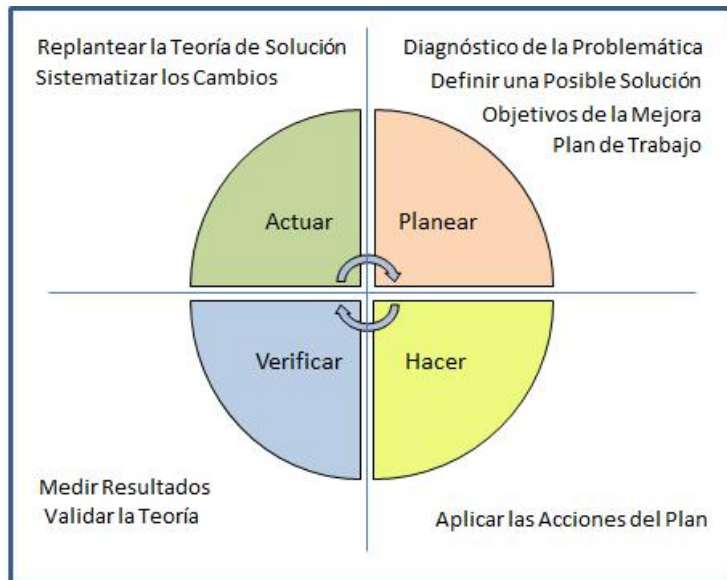 Replantear la Teoría de Solución
Sistematizar los Cambios
Diagnóstico de la Problemática
Definir una Posible Solución
Objetivos de la Mejora
Plan de Trabajo
Actuar
Planear
Verificar
Hacer
Medir Resultados
Validar la Teoría
Aplicar las Acciones del Plan